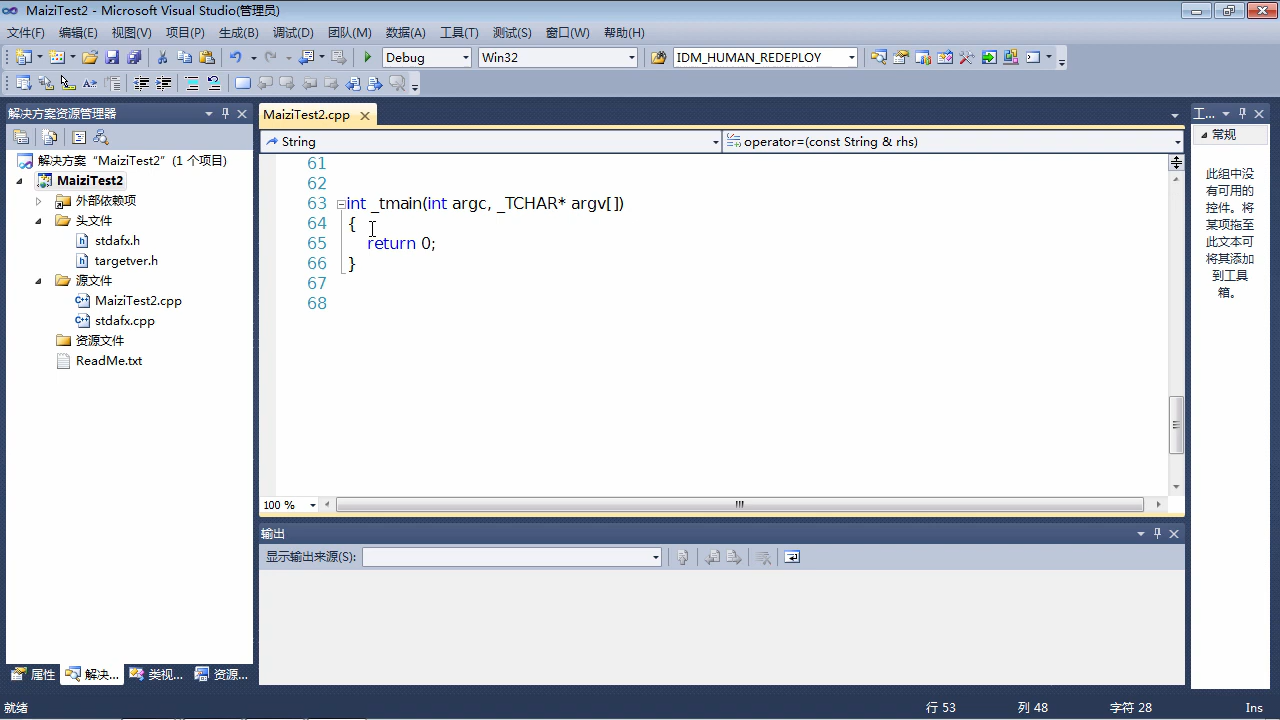 MaiziTest2 - Microsoft Visual Studio(管理员)
文件(F) 编辑(E) 视图(V) 项目(P) 生成(B) 调试(D) 团队(M) 数据(A) 工具(T) 测试(S) 窗口(W) 帮助(H)
Debug Win32 IDM_HUMAN_REDEPLOY
解决方案资源管理器
解决方案“MaiziTest2”(1 个项目)
MaiziTest2
外部依赖项
头文件
stdafx.h
targetver.h
源文件
MaiziTest2.cpp
stdafx.cpp
资源文件
ReadMe.txt
属性 解决... 类视... 资源...
MaiziTest2.cpp
String operator=(const String & rhs)
61
62
63 int _tmain(int argc, _TCHAR* argv[])
64 {
65 return 0;
66 }
67
68
100 %
输出
显示输出来源(S):
工...
常规
此组中没
有可用的
控件。将
某项拖至
此文本可
将其添加
到工具
箱。
就绪 行 53 列 48 字符 28 Ins